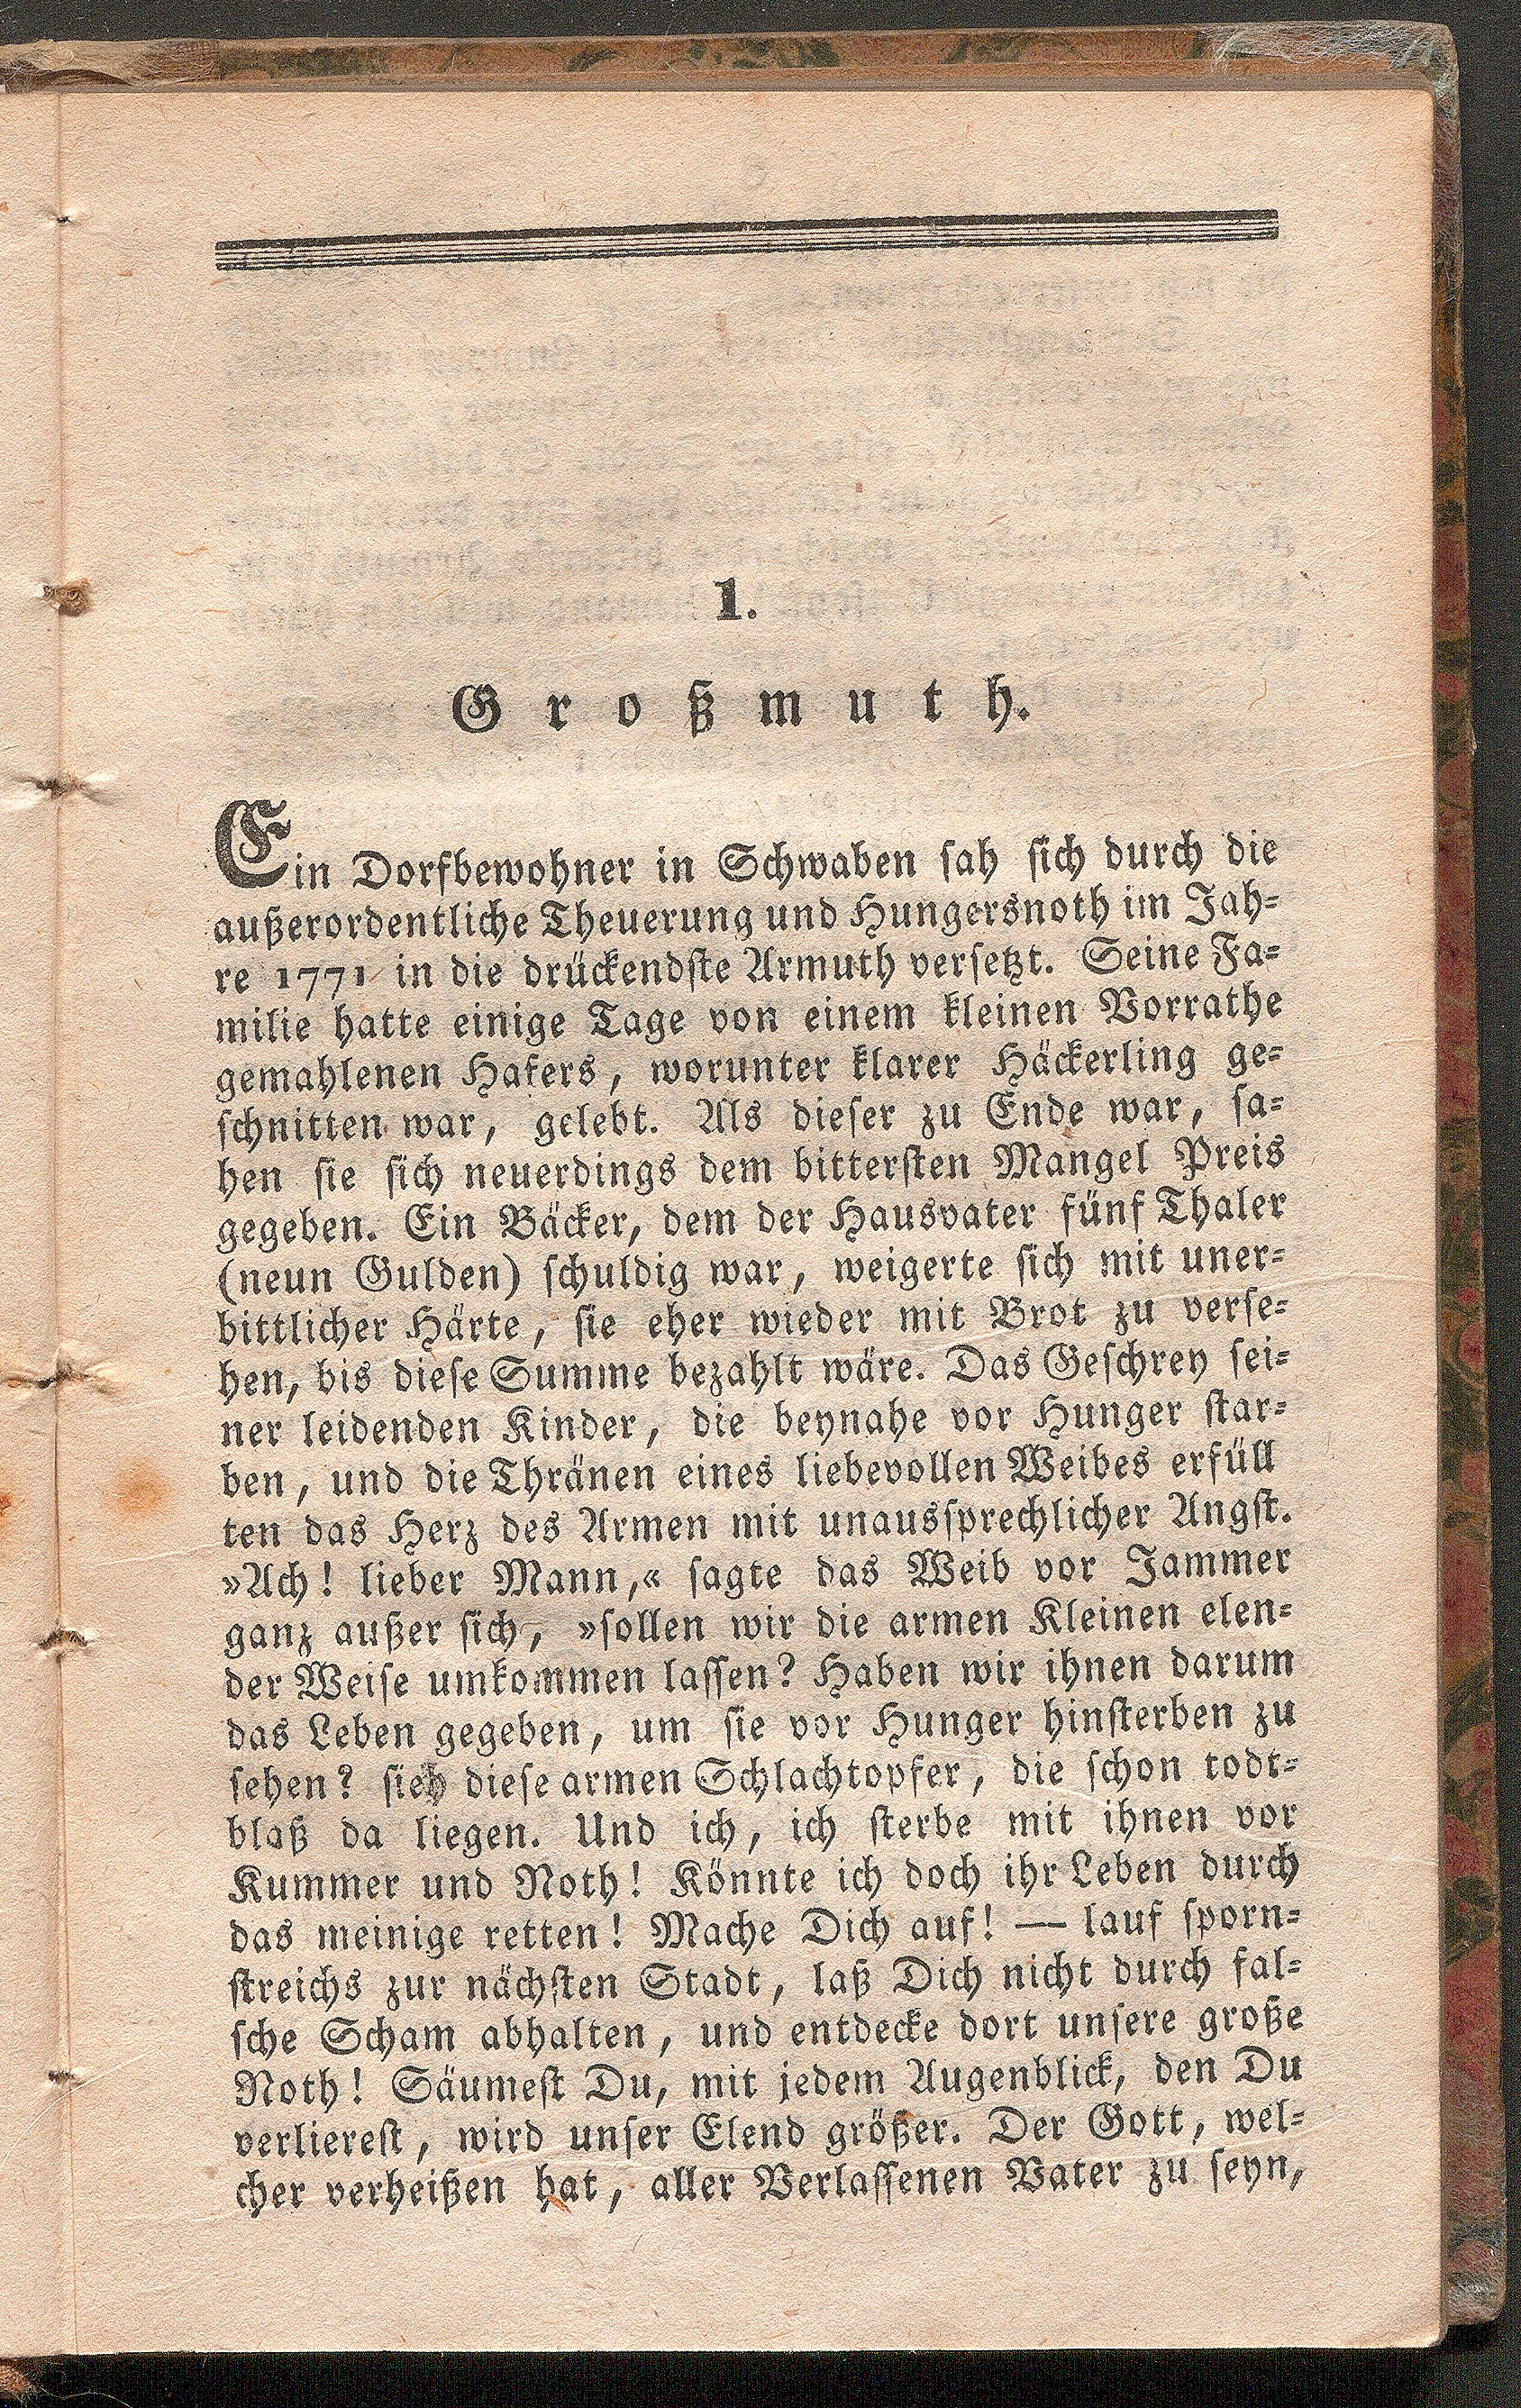 1.
Großmuth.
Ein Dorfbewohner in Schwaben sah sich durch die
außerordentliche Theuerung und Hungersnoth im Jah-
re 1771 in die drückendste Armuth versetzt. Seine Fa-
milie hatte einige Tage von einem kleinen Vorrathe
gemahlenen Hafers, worunter klarer Häckerling ge-
schnitten war, gelebt. Als dieser zu Ende war, sa-
hen sie sich neuerdings dem bittersten Mangel Preis
gegeben. Ein Bäcker, dem der Hausvater fünf Thaler
(neun Gulden) schuldig war, weigerte sich mit uner-
bittlicher Härte, sie eher wieder mit Brot zu verse-
hen, bis diese Summe bezahlt wäre. Das Geschrey sei-
ner leidenden Kinder, die beynahe vor Hunger star-
ben, und die Thränen eines liebevollen Weibes erfüll
ten das Herz des Armen mit unaussprechlicher Angst.
»Ach! lieber Mann,« sagte das Weib vor Jammer
ganz außer sich, »sollen wir die armen Kleinen elen-
der Weise umkommen lassen? Haben wir ihnen darum
das Leben gegeben, um sie vor Hunger hinsterben zu
sehen? sieh diese armen Schlachtopfer, die schon todt-
blaß da liegen. Und ich, ich sterbe mit ihnen vor
Kummer und Noth! Könnte ich doch ihr Leben durch
das meinige retten! Mache Dich auf! — lauf sporn-
streichs zur nächsten Stadt, laß Dich nicht durch fal-
sche Scham abhalten, und entdecke dort unsere große
Noth! Säumest Du, mit jedem Augenblick, den Du
verlierest, wird unser Elend größer. Der Gott, wel-
cher verheißen hat, aller Verlassenen Vater zu seyn,